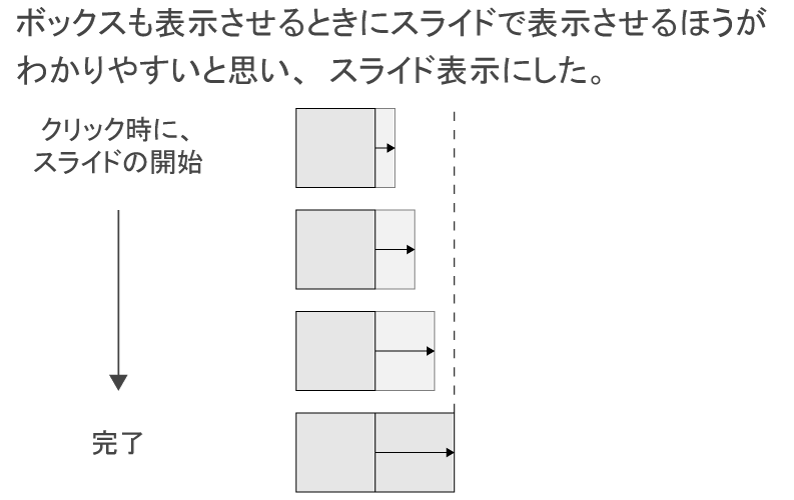 ボックスも表示させるときにスライドで表示させるほうが
わかりやすいと思い、スライド表示にした。
クリック時に、
スライドの開始
完了